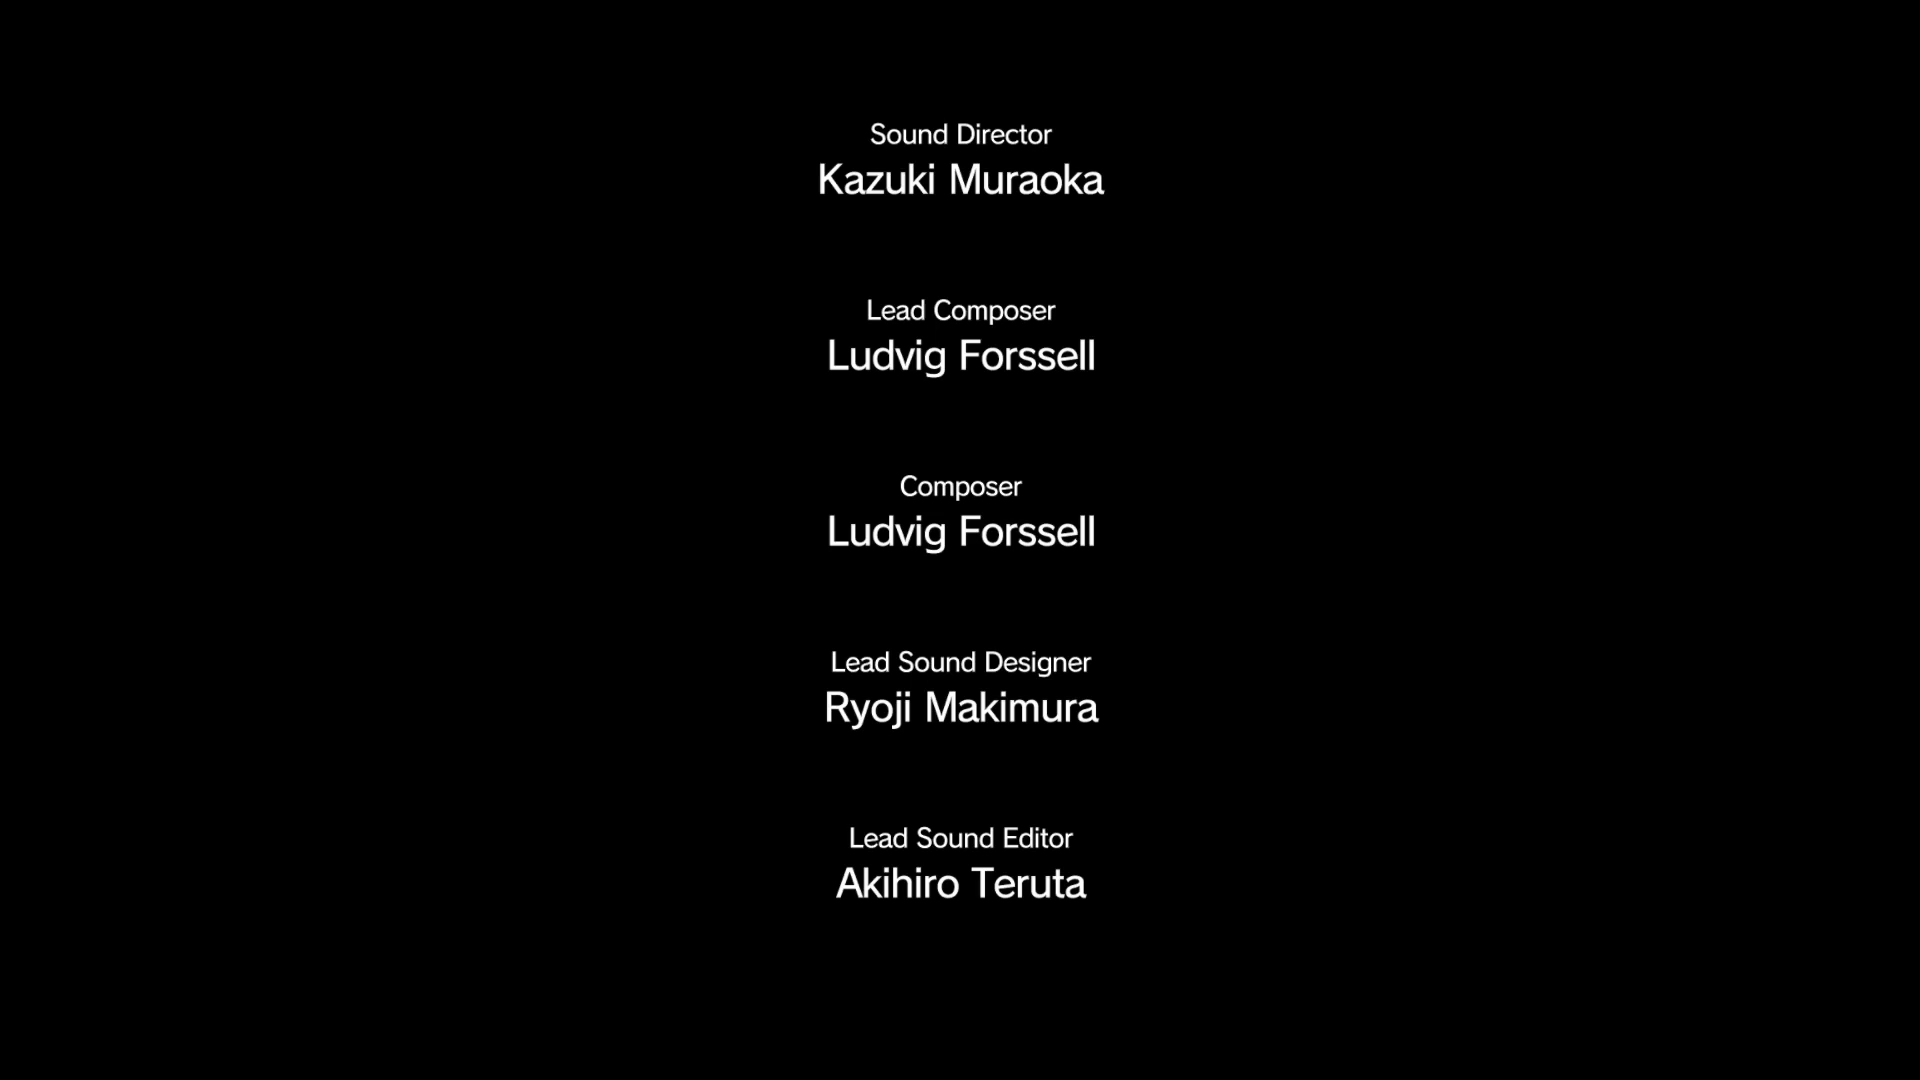 Sound Director
Kazuki Muraoka
Lead Composer
Ludvig Forssell
Composer
Ludvig Forssell
Lead Sound Designer
Ryoji Makimura
Lead Sound Editor
Akihiro Teruta